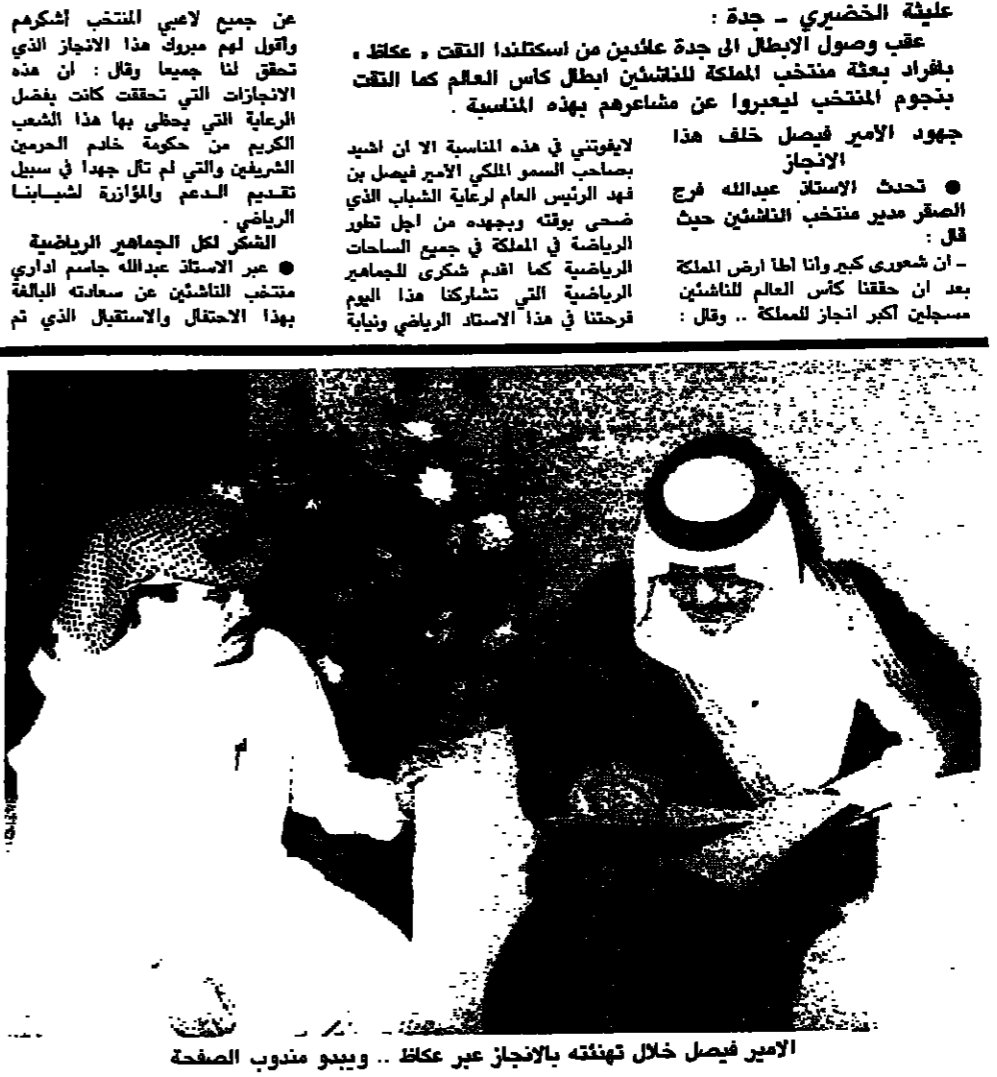 عليثة الخضيري ـ جدة :
عقب وصول الابطال الى جدة عائدين من اسكتلندا التقت « عكاظ »
بافراد بعثة منتخب المملكة للناشئين ابطال كأس العالم كما التقت
بنجوم المنتخب ليعبروا عن مشاعرهم بهذه المناسبة .
جهود الأمير فيصل خلف هذا
الانجاز
● تحدث الاستاذ عبدالله فرج
الصقر مدير منتخب الناشئين حيث
قال :
ـ ان شعورى كبير وانا اطأ ارض المملكة
بعد ان حققنا كأس العالم للناشئين
مسجلين أكبر انجاز للمملكة .. وقال :
لايفوتني في هذه المناسبة الا ان اشيد
بصاحب السمو الملكي الأمير فيصل بن
فهد الرئيس العام لرعاية الشباب الذي
ضحى بوقته وبجهده من اجل تطور
الرياضة في المملكة في جميع الساحات
الرياضية كما اقدم شكرى للجماهير
الرياضية التي تشاركنا هذا اليوم
فرحتنا في هذا الاستاد الرياضي ونيابة
عن جميع لاعبي المنتخب أشكرهم
وأقول لهم مبروك هذا الانجاز الذي
تحقق لنا جميعا وقال : ان هذه
الانجازات التي تحققت كانت بفضل
الرعاية التي يحظى بها هذا الشعب
الكريم من حكومة خادم الحرمين
الشريفين والتي لم تأل جهدا في سبيل
تقديم الدعم والمؤازرة لشبابنا
الرياضي .
الشكر لكل الجماهير الرياضية
● عبر الاستاذ عبدالله جاسم اداري
منتخب الناشئين عن سعادته البالغة
بهذا الاحتفال والاستقبال الذي تم
الامير فيصل خلال تهنئته بالانجاز عبر عكاظ .. ويبدو مندوب الصفحة